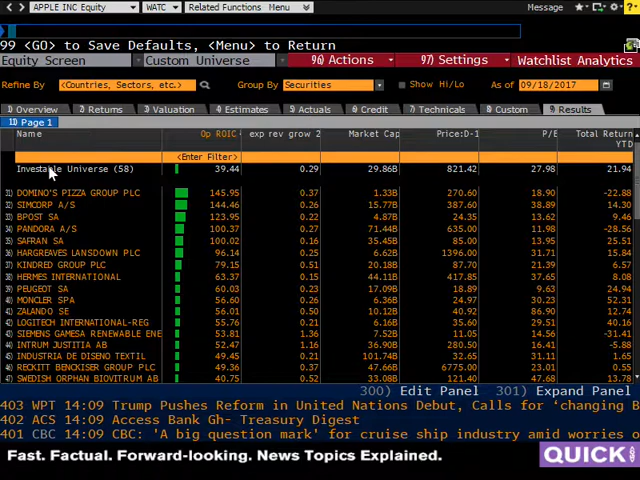 APPLE INC Equity WATC Related Functions Menu Message ?
99 <GO> to Save Defaults, <Menu> to Return
Equity Screen Custom Universe 96) Actions 97) Settings Watchlist Analytics
Refine By <Countries, Sectors, etc.> Group By Securities Show Hi/Lo As of 09/18/2017
1) Overview 2) Returns 3) Valuation 4) Estimates 5) Actuals 6) Credit 7) Technicals 8) Custom 9) Results
11) Page 1
Name Op ROIC exp rev grow 2 Market Cap Price:D-1 P/E Total Return
YTD
<Enter Filter>
Investable Universe (58) 39.44 0.29 29.86B 821.42 27.98 21.94
31) DOMINO'S PIZZA GROUP PLC 145.95 0.37 1.33B 270.60 18.90 -22.88
32) SIMCORP A/S 144.46 0.26 15.77B 387.60 38.89 14.30
33) BPOST SA 123.95 0.22 4.87B 24.35 13.62 9.46
34) PANDORA A/S 100.37 0.27 71.44B 635.00 11.98 -28.56
35) SAFRAN SA 100.02 0.16 35.45B 85.00 13.95 25.51
36) HARGREAVES LANSDOWN PLC 96.14 0.25 6.62B 1396.00 31.71 15.84
37) KINDRED GROUP PLC 79.15 0.51 20.18B 87.70 21.39 6.57
38) HERMES INTERNATIONAL 63.37 0.15 44.11B 417.85 38.65 8.13
39) PEUGEOT SA 60.03 0.23 17.09B 18.89 9.63 24.94
40) MONCLER SPA 56.60 0.26 6.16B 24.04 30.23 52.31
41) ZALANDO SE 56.01 0.50 10.12B 40.92 86.90 12.74
42) LOGITECH INTERNATIONAL-REG 55.76 0.21 6.16B 35.60 29.51 40.16
43) SIEMENS GAMESA RENEWABLE ENE 53.81 1.36 7.52B 11.05 14.56 -31.41
44) INTRUM JUSTITIA AB 52.47 1.16 36.90B 280.50 16.41 -5.88
45) INDUSTRIA DE DISENO TEXTIL 49.45 0.21 101.74B 32.65 31.11 1.65
46) RECKITT BENCKISER GROUP PLC 49.36 0.36 47.66B 6775.00 23.01 0.55
47) SWEDISH ORPHAN BIOVITRUM AB 40.75 0.52 33.08B 121.40 47.68 13.78
300) Edit Panel 301) Expand Panel
403 WPT 14:09 Trump Pushes Reform in United Nations Debut, Calls for 'changing B
402 ACS 14:09 Access Bank Gh- Treasury Digest
401 CBC 14:09 CBC: 'A big question mark' for cruise ship industry amid worries o
Fast. Factual. Forward-looking. News Topics Explained. QUICK